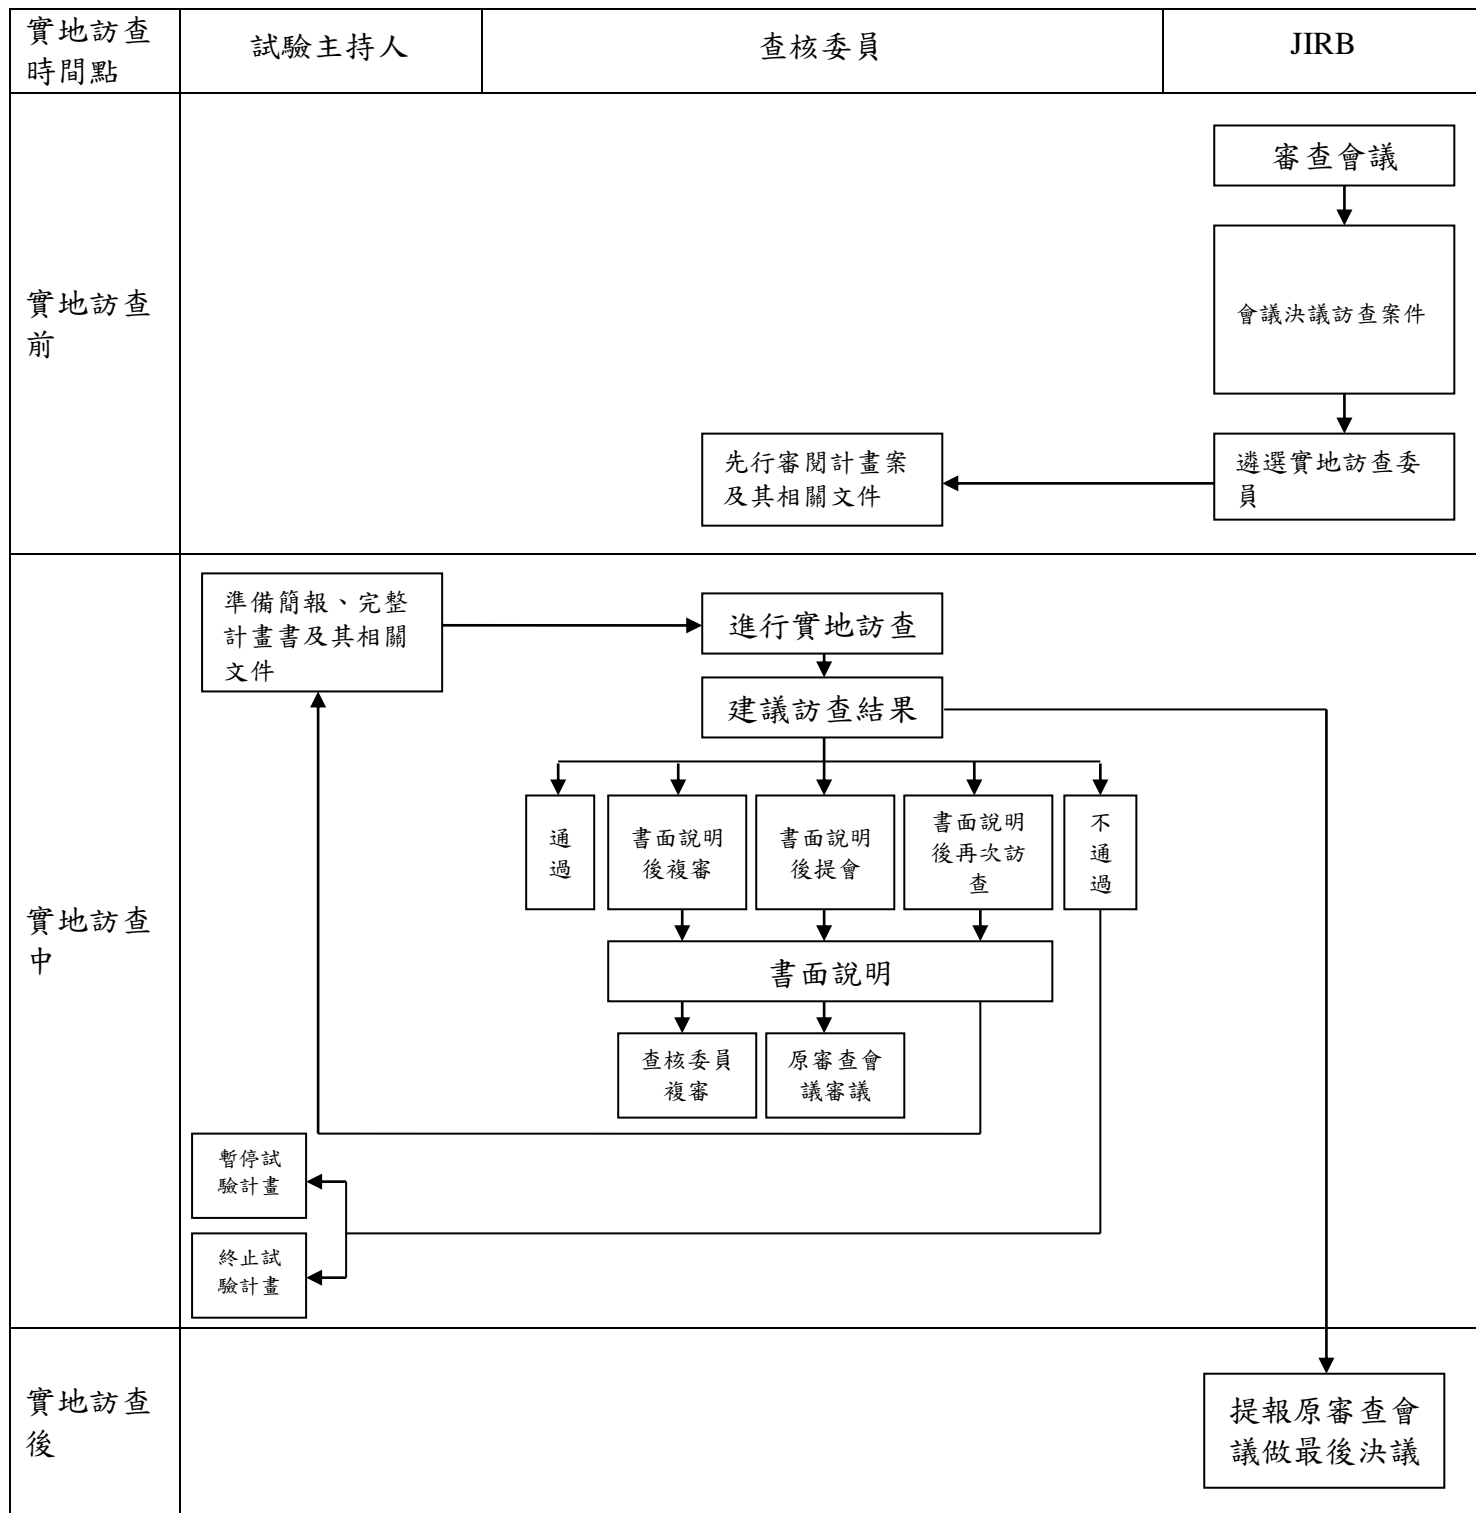 實地訪查
時間點
試驗主持人
查核委員
JIRB
實地訪查
前
審查會議
會議決議訪查案件
遴選實地訪查委
員
先行審閱計畫案
及其相關文件
實地訪查
中
準備簡報、完整
計畫書及其相關
文件
進行實地訪查
建議訪查結果
通
過
書面說明
後複審
書面說明
後提會
書面說明
後再次訪
查
不
通
過
書面說明
查核委員
複審
原審查會
議審議
暫停試
驗計畫
終止試
驗計畫
實地訪查
後
提報原審查會
議做最後決議